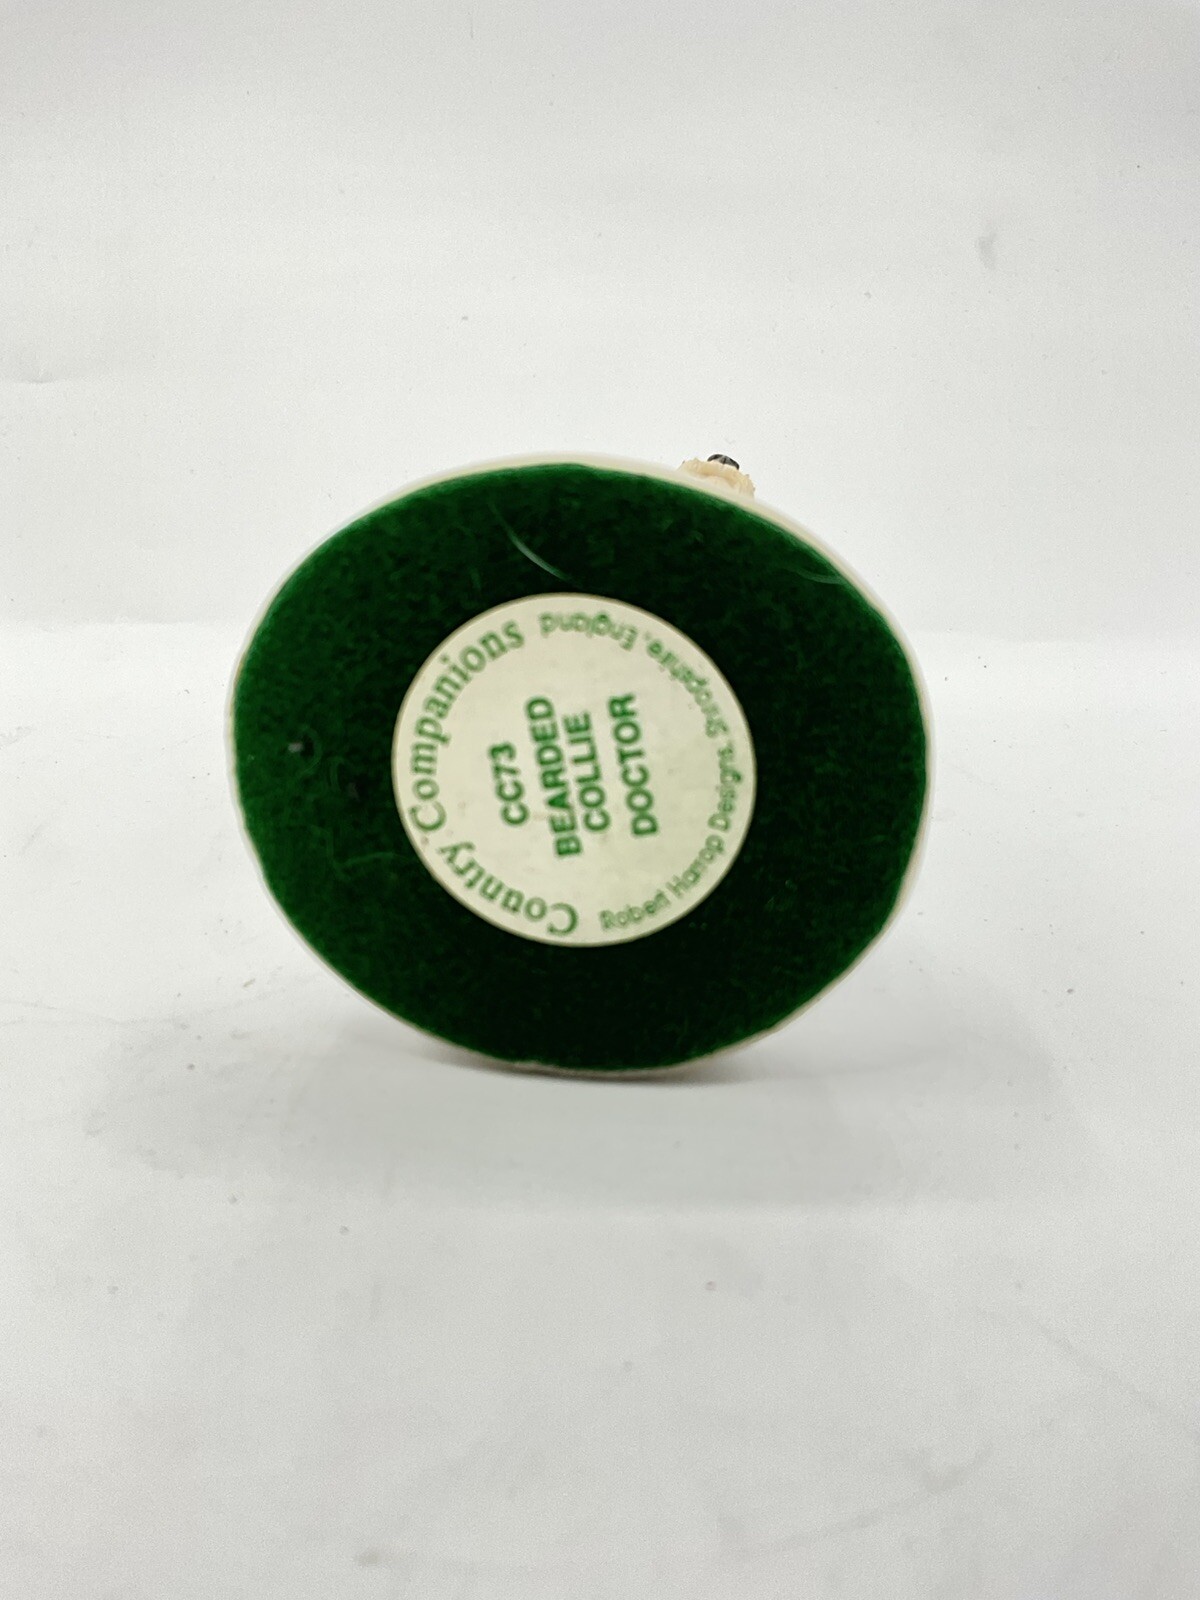 Country Companions
CC73
BEARDED
COLLIE
DOCTOR
Robert Harrop Designs, Shropshire, England